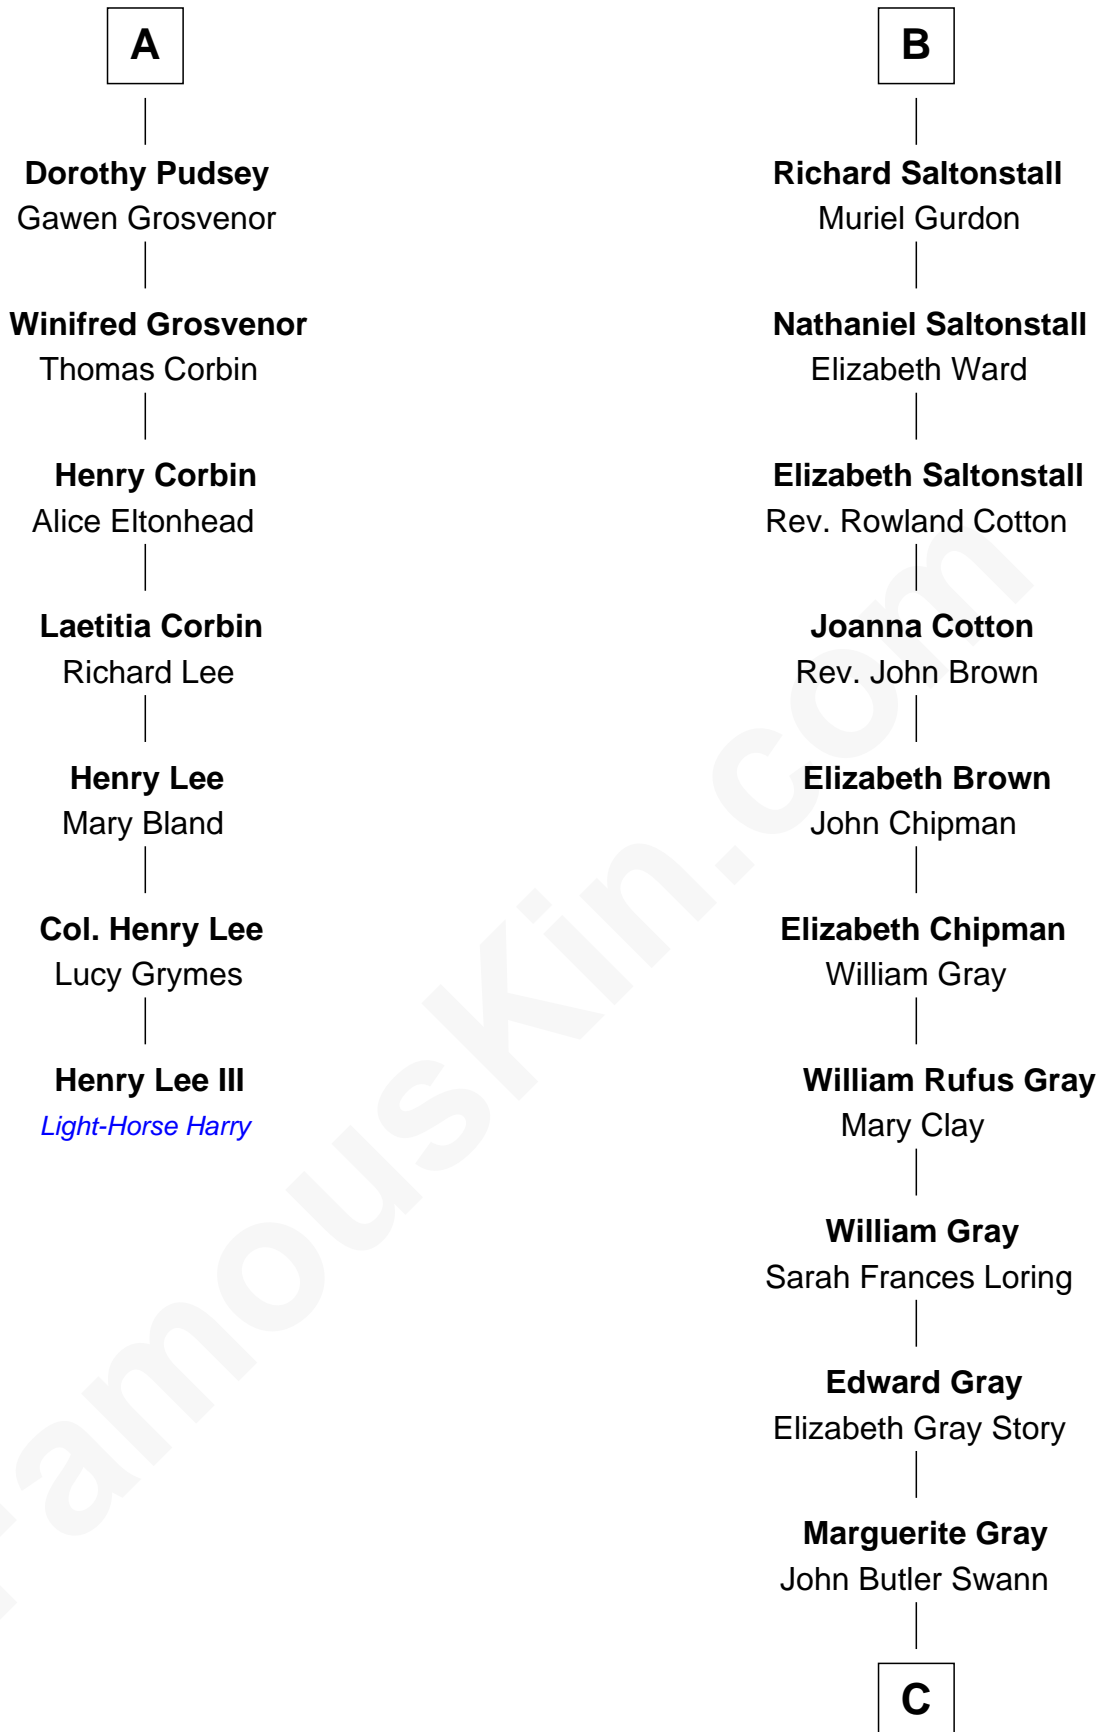 A
Dorothy Pudsey
Gawen Grosvenor
Winifred Grosvenor
Thomas Corbin
Henry Corbin
Alice Eltonhead
Laetitia Corbin
Richard Lee
Henry Lee
Mary Bland
Col. Henry Lee
Lucy Grymes
Henry Lee III
Light-Horse Harry
B
Richard Saltonstall
Muriel Gurdon
Nathaniel Saltonstall
Elizabeth Ward
Elizabeth Saltonstall
Rev. Rowland Cotton
Joanna Cotton
Rev. John Brown
Elizabeth Brown
John Chipman
Elizabeth Chipman
William Gray
William Rufus Gray
Mary Clay
William Gray
Sarah Frances Loring
Edward Gray
Elizabeth Gray Story
Marguerite Gray
John Butler Swann
C
FamousKin.com